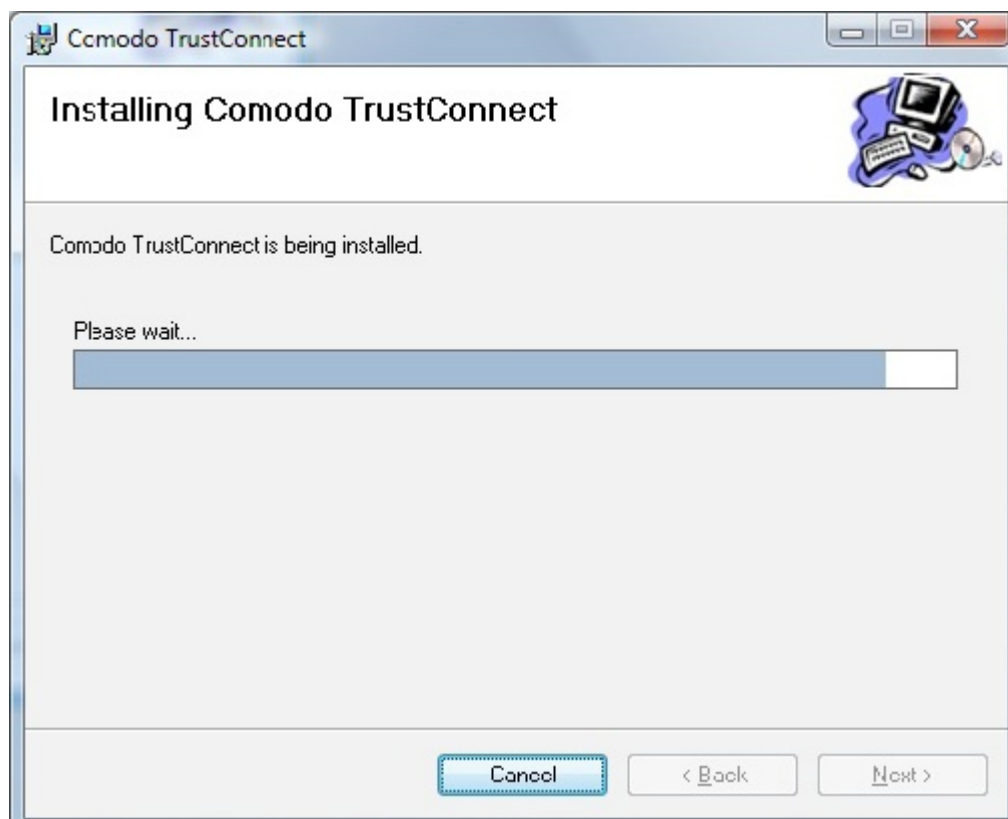 Comodo TrustConnect
Installing Comodo TrustConnect
Comodo TrustConnect is being installed.
Please wait...
Cancel
< Back
Next >